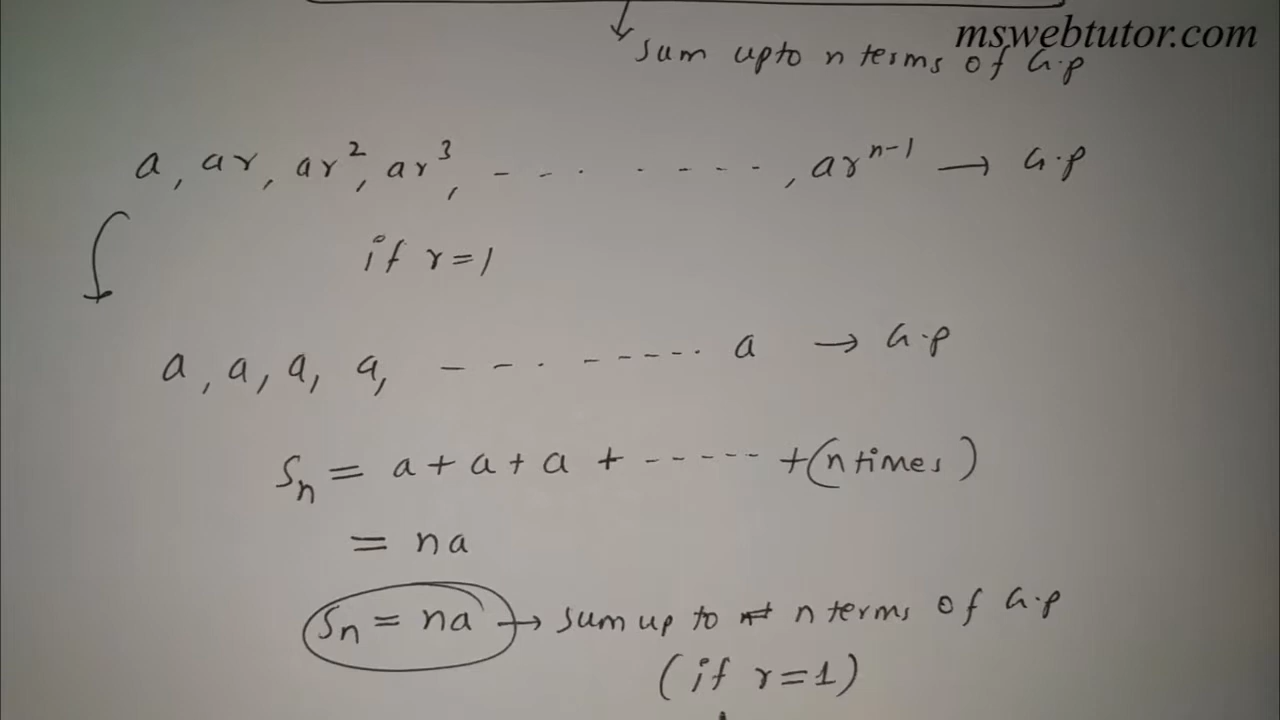 mswebtutor.com
sum upto n terms of G.P
a, ar, ar², ar³, - - - - - - - -, arⁿ⁻¹ → G.P
if r=1
a, a, a, a, - - - - - - - - a → G.P
Sₙ = a + a + a + - - - - - +(n times)
= na
Sₙ = na → sum up to n terms of G.P
(if r=1)